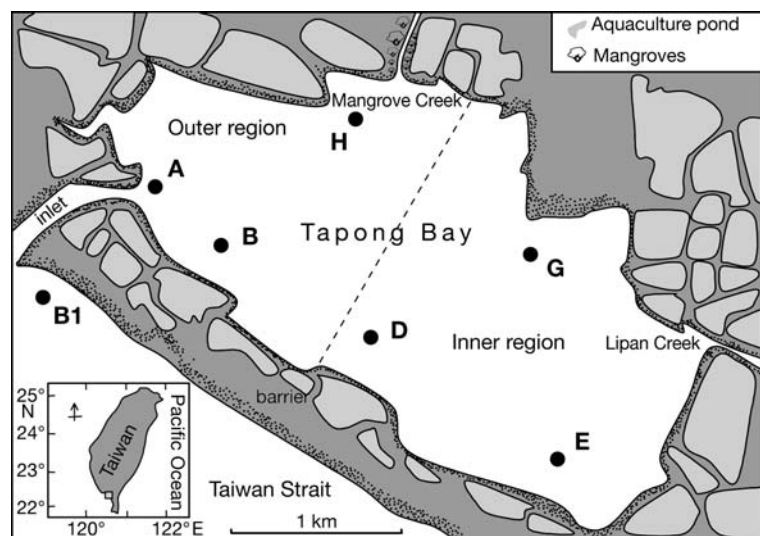 Aquaculture pond
Mangroves
Mangrove Creek
Outer region
H
A
inlet
B
Tapong Bay
G
B1
D
Inner region
Lipan Creek
barrier
E
25°
N
24°
23°
22°
120°
122°E
Taiwan
Pacific Ocean
Taiwan Strait
1 km